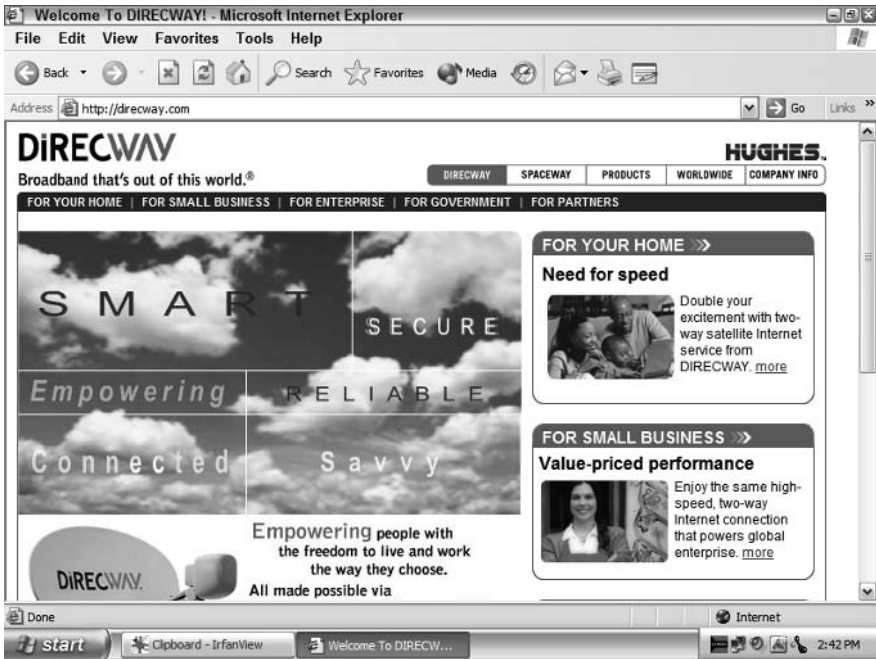 Welcome To DIRECWAY! - Microsoft Internet Explorer
File Edit View Favorites Tools Help
Back Search Favorites Media
Address http://direcway.com Go Links »
DiRECWAY
HUGHES.
Broadband that's out of this world.®
DIRECWAY SPACEWAY PRODUCTS WORLDWIDE COMPANY INFO
FOR YOUR HOME | FOR SMALL BUSINESS | FOR ENTERPRISE | FOR GOVERNMENT | FOR PARTNERS
SMART
SECURE
Empowering
RELIABLE
Connected
Savvy
DiRECWAY.
Empowering people with
the freedom to live and work
the way they choose.
All made possible via
FOR YOUR HOME
Need for speed
Double your
excitement with two-
way satellite Internet
service from
DIRECWAY. more
FOR SMALL BUSINESS
Value-priced performance
Enjoy the same high-
speed, two-way
Internet connection
that powers global
enterprise. more
Done Internet
start Clipboard - IrfanView Welcome To DIRECW... 2:42 PM